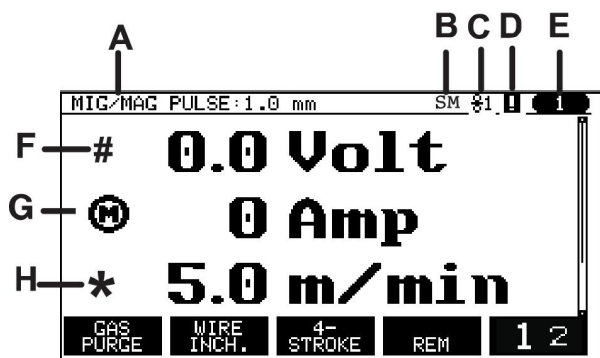 A B C D E
MIG/MAG PULSE:1.0 mm SM 1 ! 1
F # 0.0 Volt
G M 0 Amp
H * 5.0 m/min
GAS PURGE WIRE INCH. 4-STROKE REM 1 2